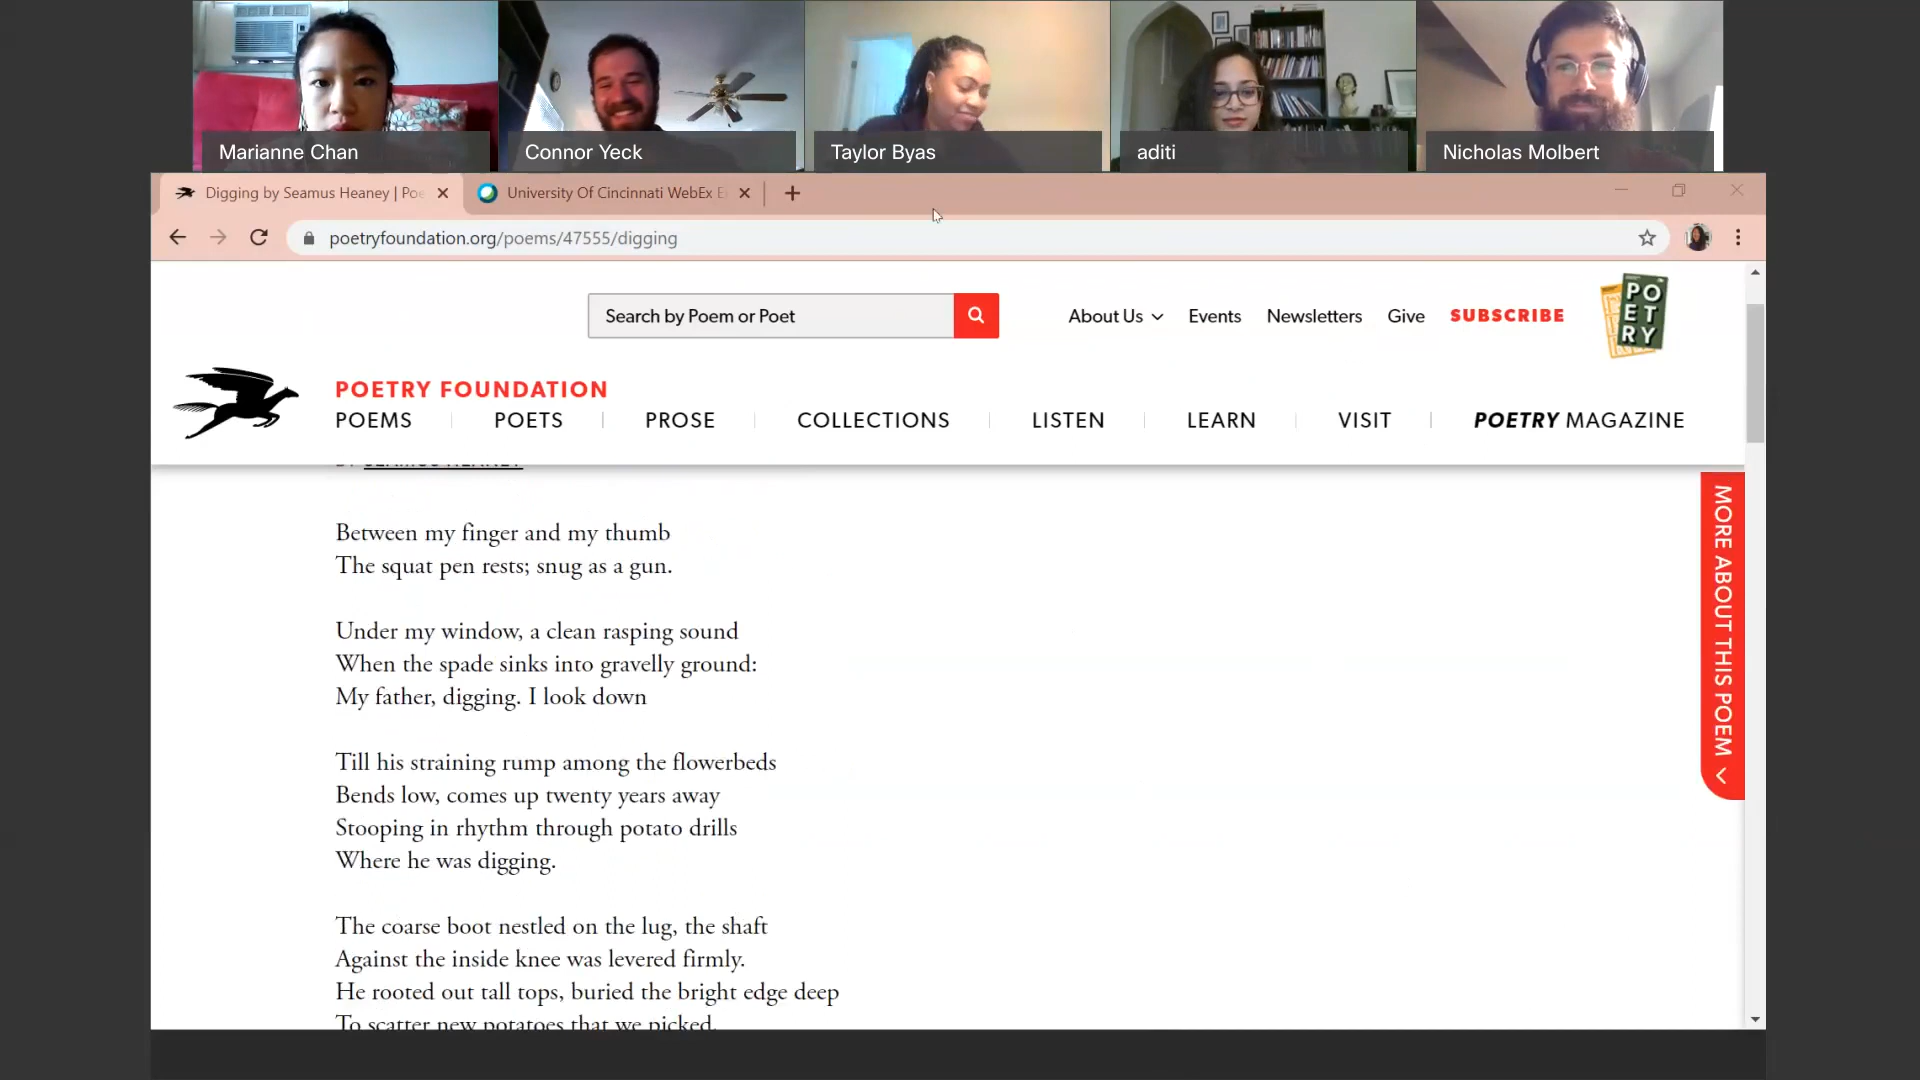 Marianne Chan
Connor Yeck
Taylor Byas
aditi
Nicholas Molbert
Digging by Seamus Heaney | Poe
University Of Cincinnati WebEx E
poetryfoundation.org/poems/47555/digging
Search by Poem or Poet
About Us
Events
Newsletters
Give
SUBSCRIBE
PO
ET
RY
POETRY FOUNDATION
POEMS
POETS
PROSE
COLLECTIONS
LISTEN
LEARN
VISIT
POETRY MAGAZINE
BY SEAMUS HEANEY
Between my finger and my thumb
The squat pen rests; snug as a gun.
Under my window, a clean rasping sound
When the spade sinks into gravelly ground:
My father, digging. I look down
Till his straining rump among the flowerbeds
Bends low, comes up twenty years away
Stooping in rhythm through potato drills
Where he was digging.
The coarse boot nestled on the lug, the shaft
Against the inside knee was levered firmly.
He rooted out tall tops, buried the bright edge deep
To scatter new potatoes that we picked,
MORE ABOUT THIS POEM